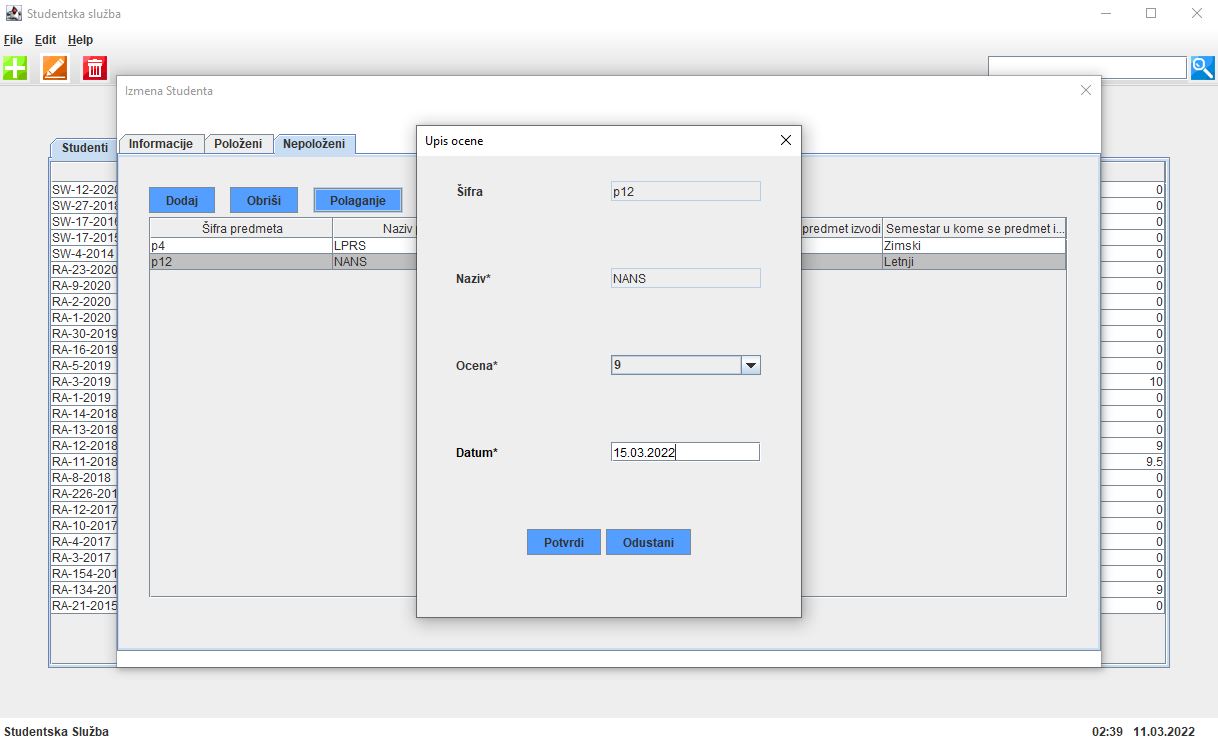 Studentska služba
File Edit Help
Izmena Studenta
Studenti
Informacije Položeni Nepoloženi
Dodaj Obriši Polaganje
Šifra predmeta Naziv predmet izvodi Semestar u kome se predmet i...
p4 LPRS Zimski
p12 NANS Letnji
Upis ocene
Šifra p12
Naziv* NANS
Ocena* 9
Datum* 15.03.2022
Potvrdi Odustani
SW-12-2020 0
SW-27-2018 0
SW-17-2016 0
SW-17-2015 0
SW-4-2014 0
RA-23-2020 0
RA-9-2020 0
RA-2-2020 0
RA-1-2020 0
RA-30-2019 0
RA-16-2019 0
RA-5-2019 0
RA-3-2019 10
RA-1-2019 0
RA-14-2018 0
RA-13-2018 0
RA-12-2018 9
RA-11-2018 9.5
RA-8-2018 0
RA-226-201 0
RA-12-2017 0
RA-10-2017 0
RA-4-2017 0
RA-3-2017 0
RA-154-201 0
RA-134-201 9
RA-21-2015 0
Studentska Služba 02:39 11.03.2022